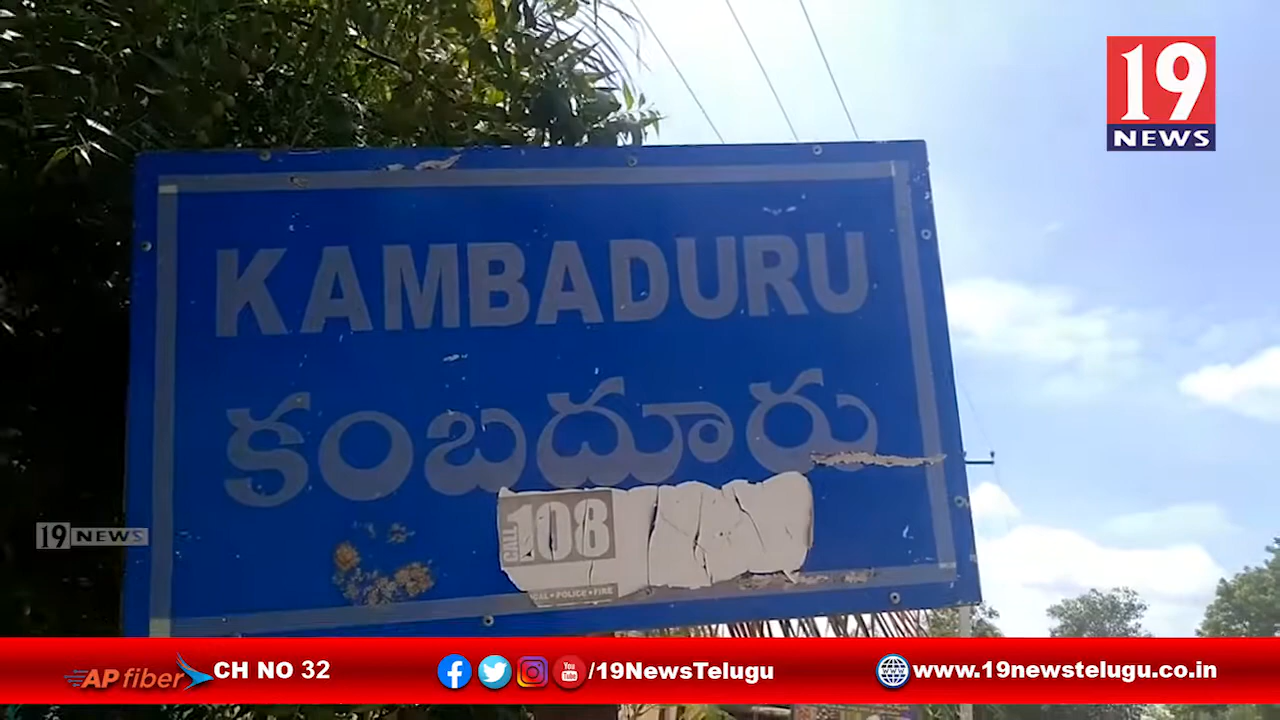 19
NEWS
KAMBADURU
కంబదూరు
CALL 108
POLICE • FIRE
19 NEWS
AP fiber CH NO 32
/19NewsTelugu
www.19newstelugu.co.in